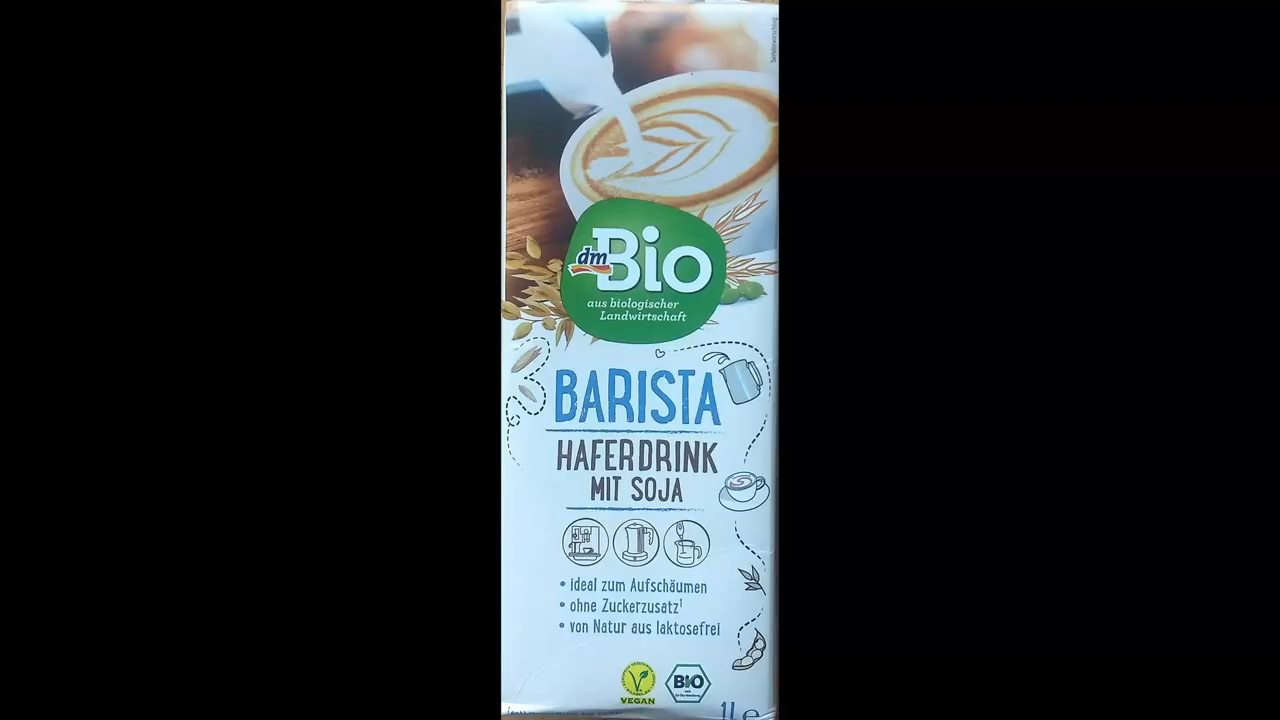 dm Bio
aus biologischer
Landwirtschaft
BARISTA
HAFERDRINK
MIT SOJA
• ideal zum Aufschäumen
• ohne Zuckerzusatz¹
• von Natur aus laktosefrei
VEGAN
BIO
1L e